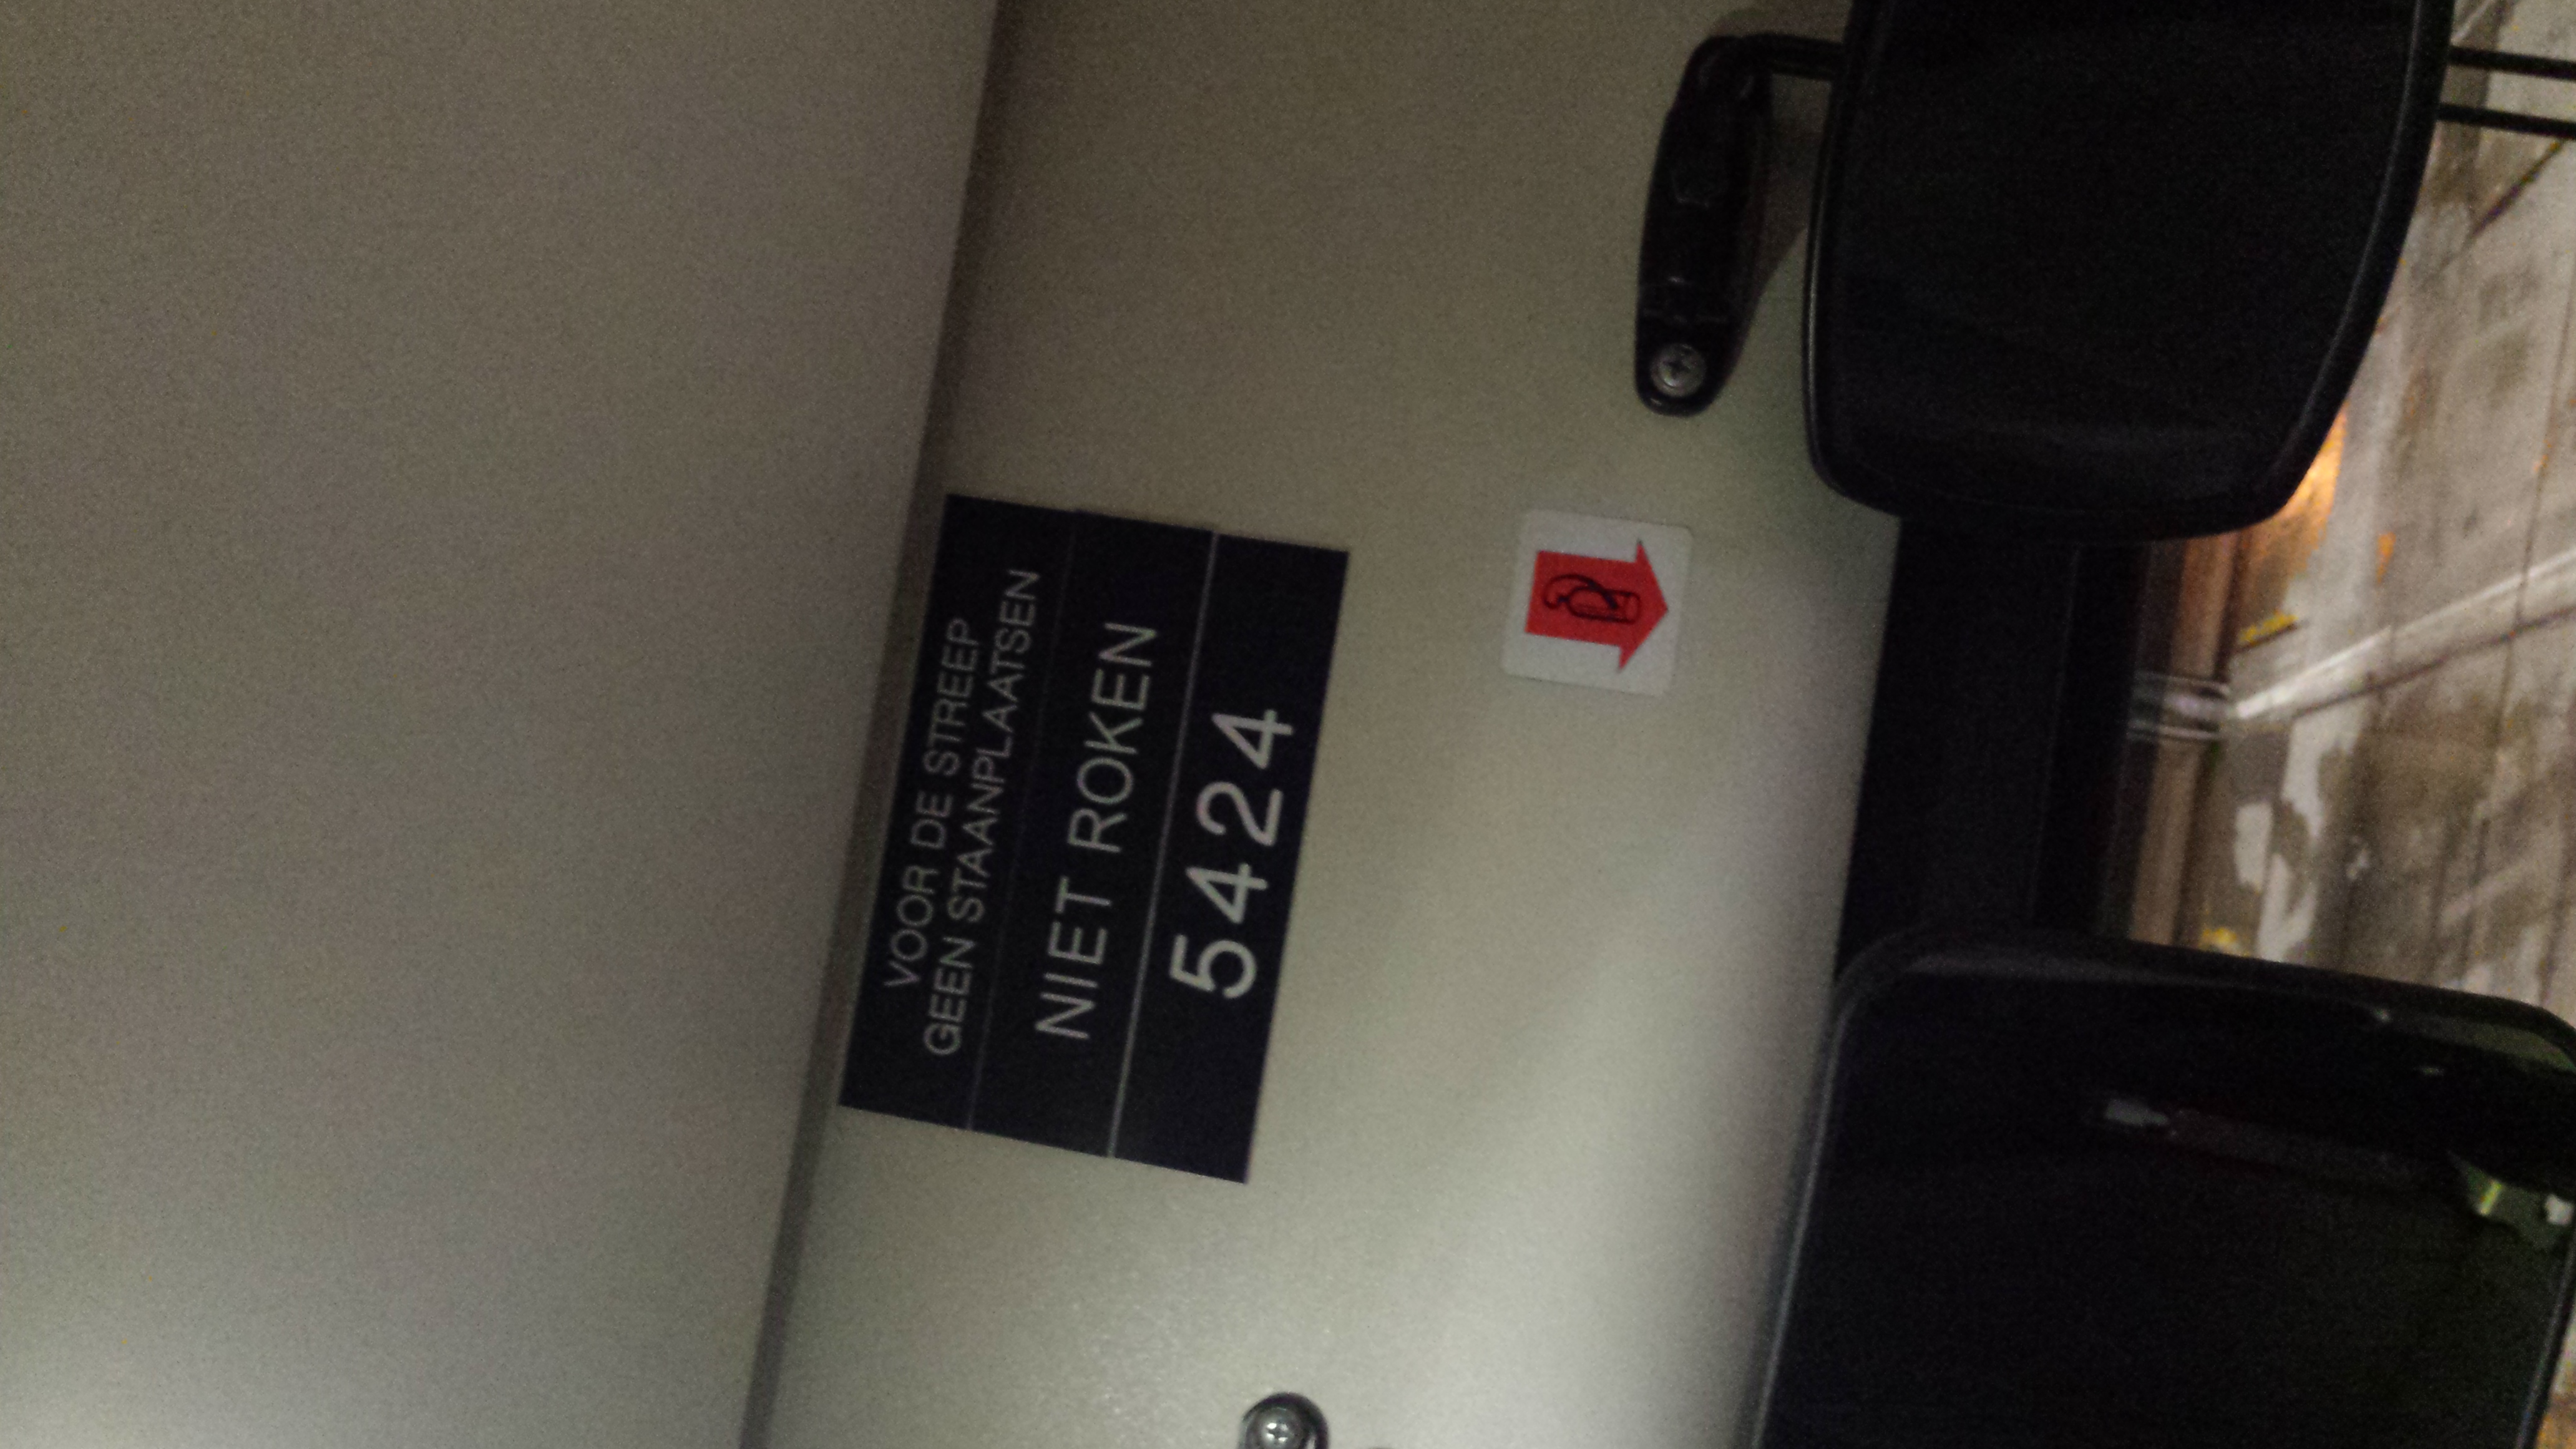 VOOR DE STREEP
GEEN STAANPLAATSEN
NIET ROKEN
5424